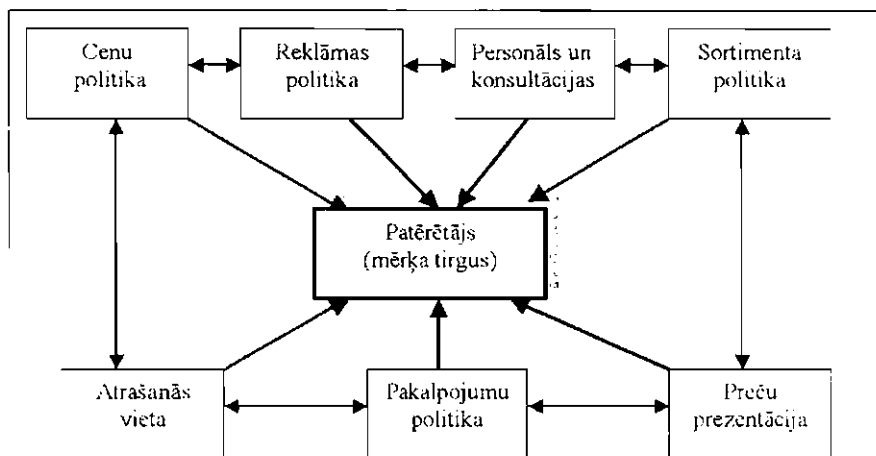 Cenu
politika
Reklāmas
politika
Personāls un
konsultācijas
Sortimenta
politika
Patērētājs
(mērķa tirgus)
Atrašanās
vieta
Pakalpojumu
politika
Preču
prezentācija